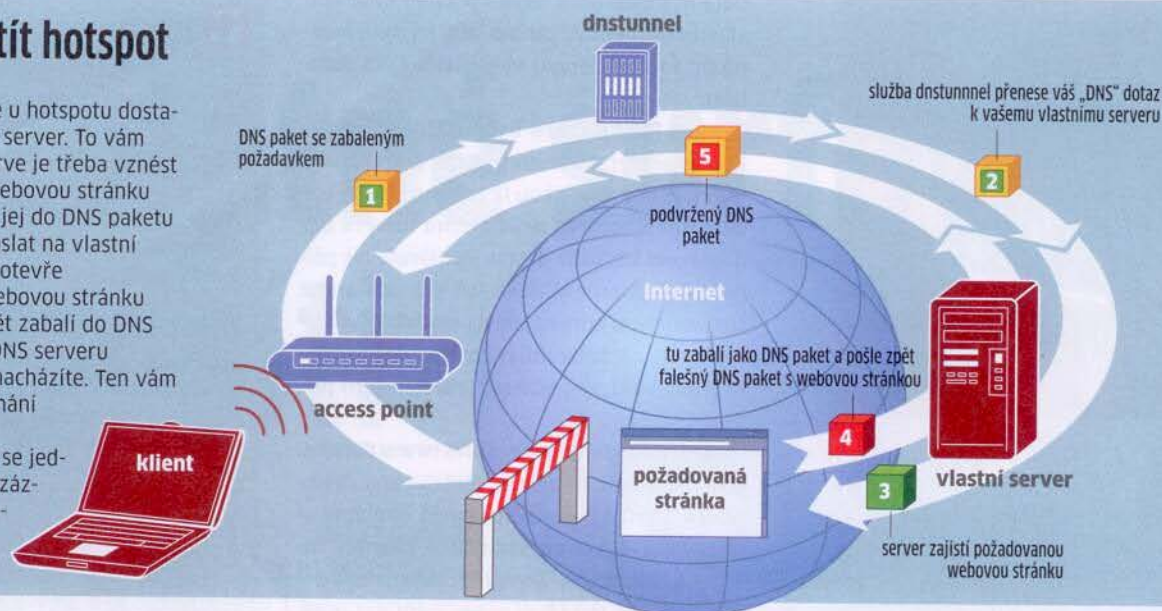 tít hotspot
e u hotspotu dosta-
server. To vám
rve je třeba vznést
webovou stránku
jej do DNS paketu
oslat na vlastní
otevře
ebovou stránku
ět zabalí do DNS
DNS serveru
nacházíte. Ten vám
nání
se jed-
záz-
-
dnstunnel
DNS paket se zabaleným
požadavkem
1
služba dnstunnnel přenese váš „DNS“ dotaz
k vašemu vlastnímu serveru
2
5
podvržený DNS
paket
Internet
tu zabalí jako DNS paket a pošle zpět
falešný DNS paket s webovou stránkou
4
access point
klient
požadovaná
stránka
3
vlastní server
server zajistí požadovanou
webovou stránku